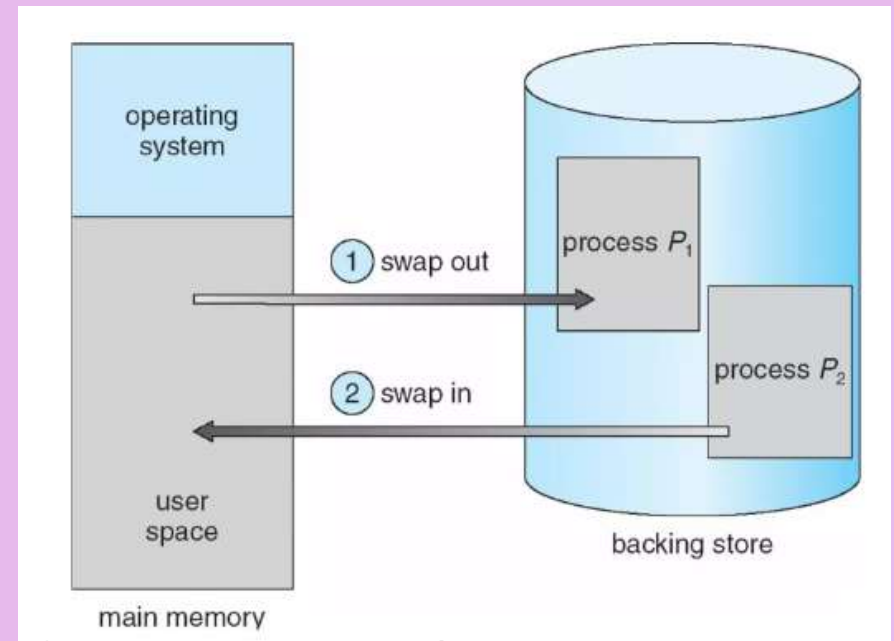 operating
system
1 swap out
process P1
process P2
2 swap in
user
space
backing store
main memory